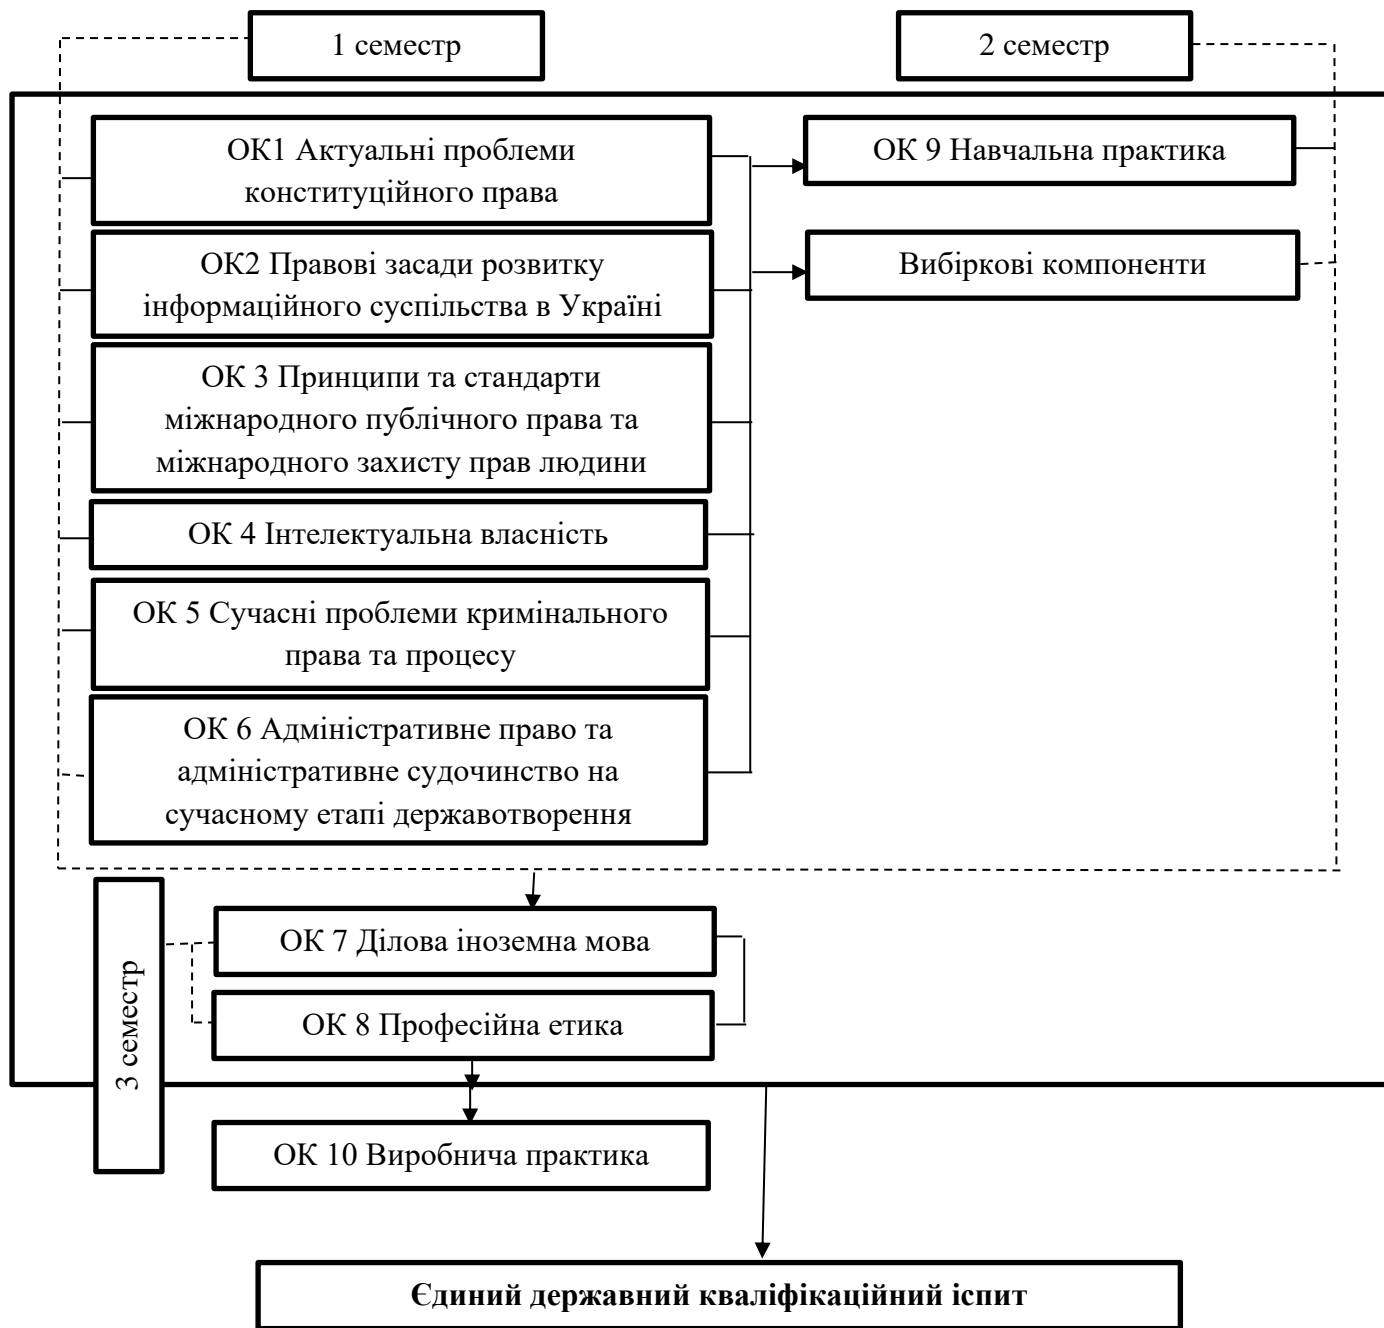 1 семестр
2 семестр
ОК1 Актуальні проблеми
конституційного права
ОК 9 Навчальна практика
ОК2 Правові засади розвитку
інформаційного суспільства в Україні
Вибіркові компоненти
ОК 3 Принципи та стандарти
міжнародного публічного права та
міжнародного захисту прав людини
ОК 4 Інтелектуальна власність
ОК 5 Сучасні проблеми кримінального
права та процесу
ОК 6 Адміністративне право та
адміністративне судочинство на
сучасному етапі державотворення
3 семестр
ОК 7 Ділова іноземна мова
ОК 8 Професійна етика
ОК 10 Виробнича практика
Єдиний державний кваліфікаційний іспит